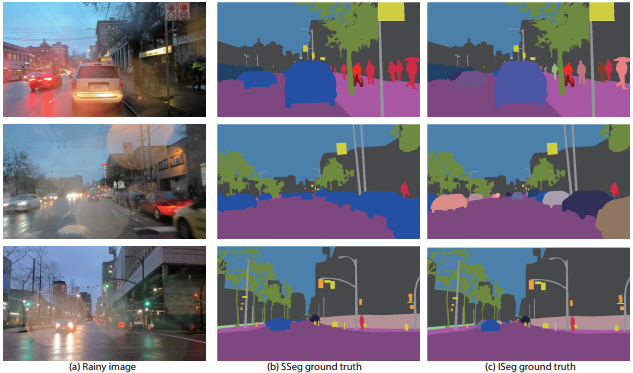 (a) Rainy image
(b) SSeg ground truth
(c) ISeg ground truth